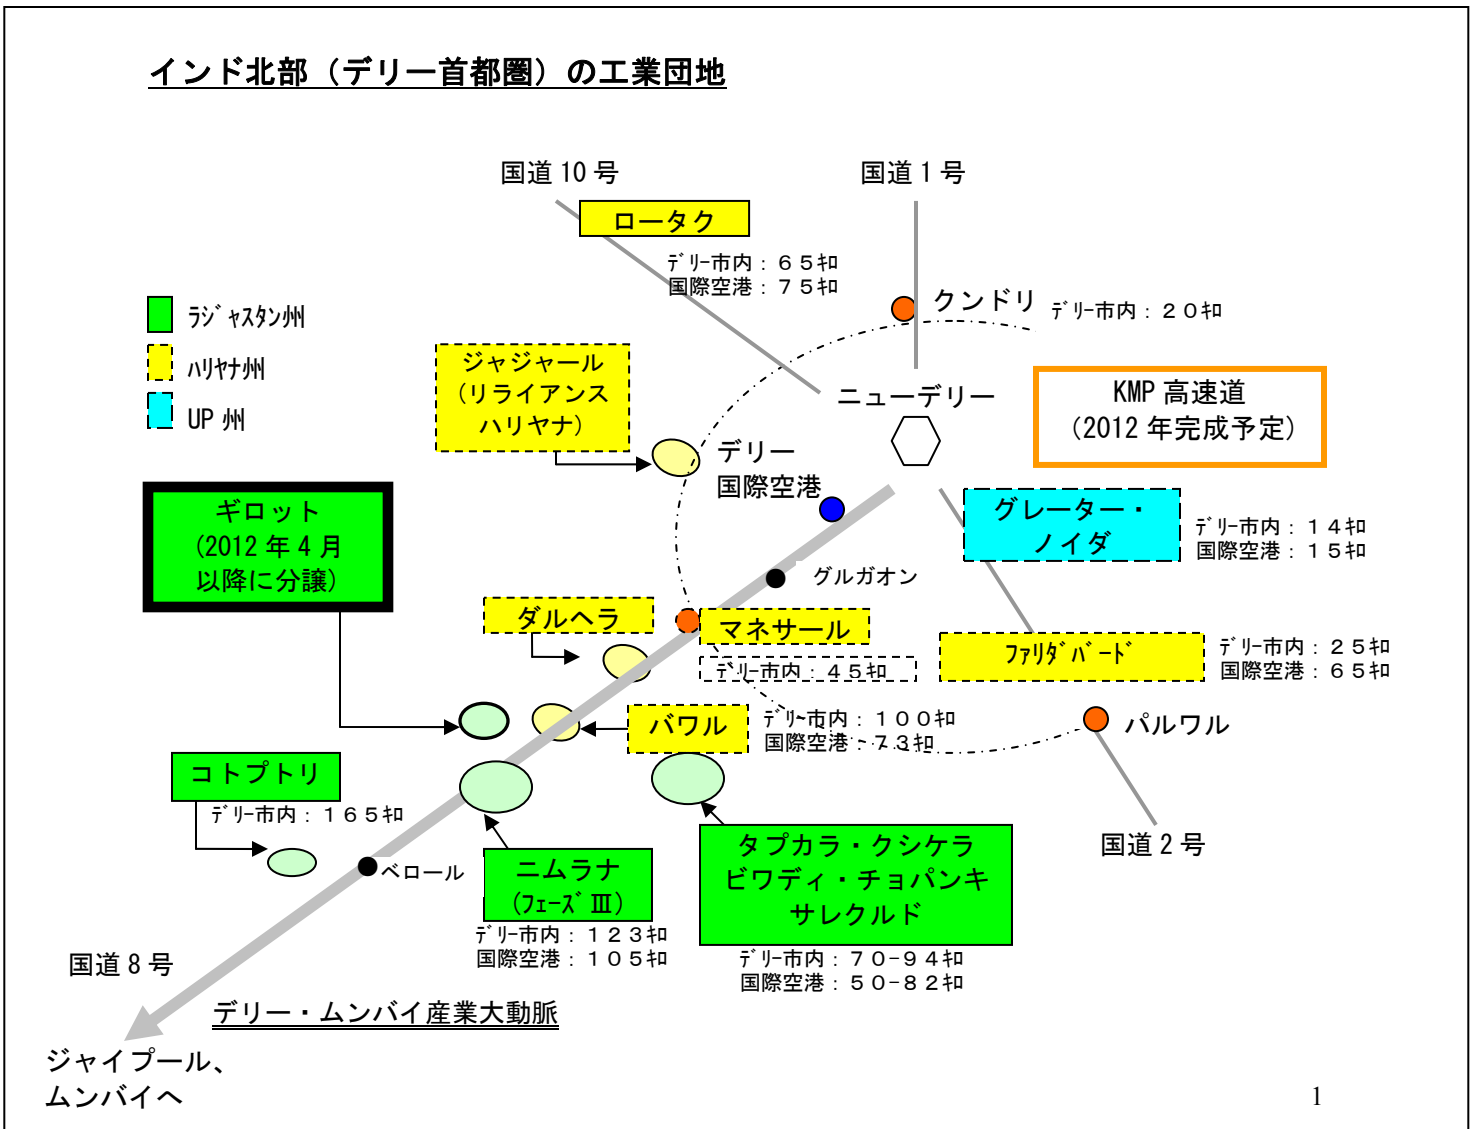 インド北部（デリー首都圏）の工業団地
国道 10 号
国道 1 号
ロータク
ﾃﾞﾘｰ市内：６５ｷﾛ
国際空港：７５ｷﾛ
クンドリ
ﾃﾞﾘｰ市内：２０ｷﾛ
ﾗｼﾞｬｽﾀﾝ州
ﾊﾘﾔﾅ州
UP 州
ジャジャール
（リライアンス
ハリヤナ）
ニューデリー
KMP 高速道
（2012 年完成予定）
デリー
国際空港
ギロット
（2012 年 4 月
以降に分譲）
グレーター・
ノイダ
ﾃﾞﾘｰ市内：１４ｷﾛ
国際空港：１５ｷﾛ
グルガオン
ダルヘラ
マネサール
ﾃﾞﾘｰ市内：４５ｷﾛ
ﾌｧﾘﾀﾞﾊﾞｰﾄﾞ
ﾃﾞﾘｰ市内：２５ｷﾛ
国際空港：６５ｷﾛ
バワル
ﾃﾞﾘｰ市内：１００ｷﾛ
国際空港：７３ｷﾛ
パルワル
コトプトリ
ﾃﾞﾘｰ市内：１６５ｷﾛ
ベロール
ニムラナ
（ﾌｪｰｽﾞ Ⅲ）
ﾃﾞﾘｰ市内：１２３ｷﾛ
国際空港：１０５ｷﾛ
タプカラ・クシケラ
ビワディ・チョパンキ
サレクルド
ﾃﾞﾘｰ市内：７０-９４ｷﾛ
国際空港：５０-８２ｷﾛ
国道 2 号
国道 8 号
デリー・ムンバイ産業大動脈
ジャイプール、
ムンバイへ
1